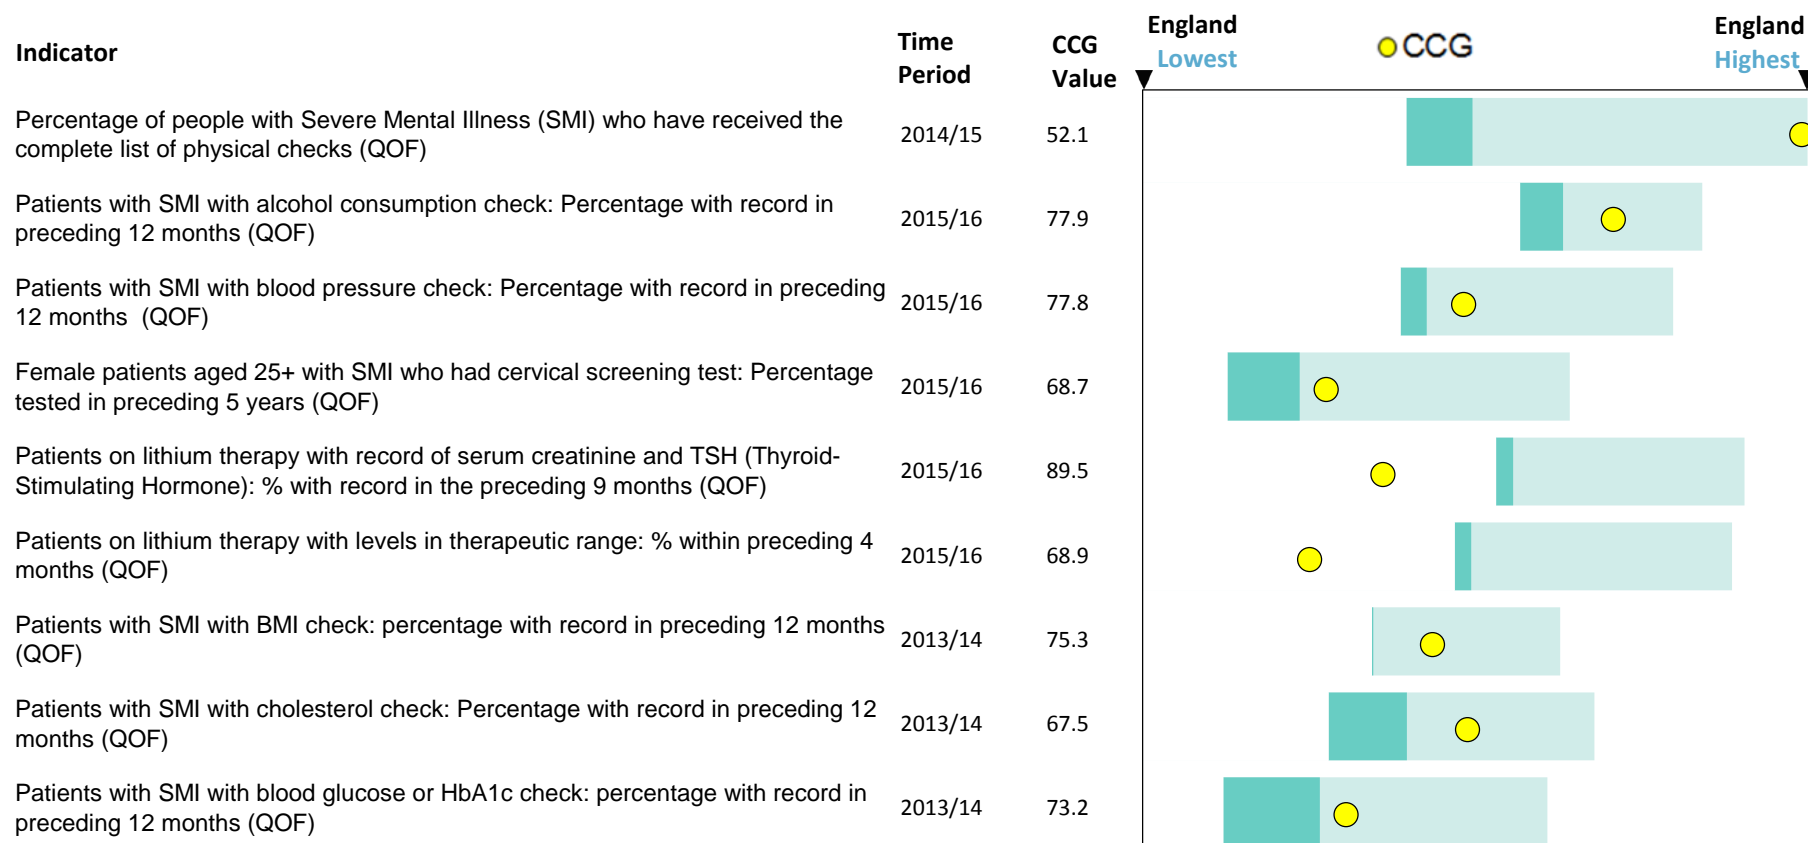 Indicator
Time
Period
CCG
Value
England
Lowest
CCG
England
Highest
Percentage of people with Severe Mental Illness (SMI) who have received the
complete list of physical checks (QOF)
2014/15
52.1
Patients with SMI with alcohol consumption check: Percentage with record in
preceding 12 months (QOF)
2015/16
77.9
Patients with SMI with blood pressure check: Percentage with record in preceding
12 months  (QOF)
2015/16
77.8
Female patients aged 25+ with SMI who had cervical screening test: Percentage
tested in preceding 5 years (QOF)
2015/16
68.7
Patients on lithium therapy with record of serum creatinine and TSH (Thyroid-
Stimulating Hormone): % with record in the preceding 9 months (QOF)
2015/16
89.5
Patients on lithium therapy with levels in therapeutic range: % within preceding 4
months (QOF)
2015/16
68.9
Patients with SMI with BMI check: percentage with record in preceding 12 months
(QOF)
2013/14
75.3
Patients with SMI with cholesterol check: Percentage with record in preceding 12
months (QOF)
2013/14
67.5
Patients with SMI with blood glucose or HbA1c check: percentage with record in
preceding 12 months (QOF)
2013/14
73.2